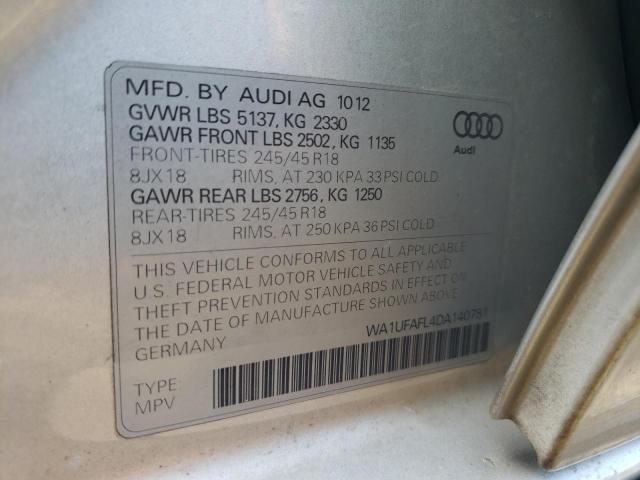 MFD. BY AUDI AG 10 12
GVWR LBS 5137, KG 2330
GAWR FRONT LBS 2502, KG 1135
FRONT-TIRES 245/45 R18
8JX18 RIMS, AT 230 KPA 33 PSI COLD
GAWR REAR LBS 2756, KG 1250
REAR-TIRES 245/45 R18
8JX18 RIMS, AT 250 KPA 36 PSI COLD
Audi
THIS VEHICLE CONFORMS TO ALL APPLICABLE
U.S. FEDERAL MOTOR VEHICLE SAFETY AND
THEFT PREVENTION STANDARDS IN EFFECT ON
THE DATE OF MANUFACTURE SHOWN ABOVE
GERMANY
WA1UFAFL4DA140781
TYPE
MPV